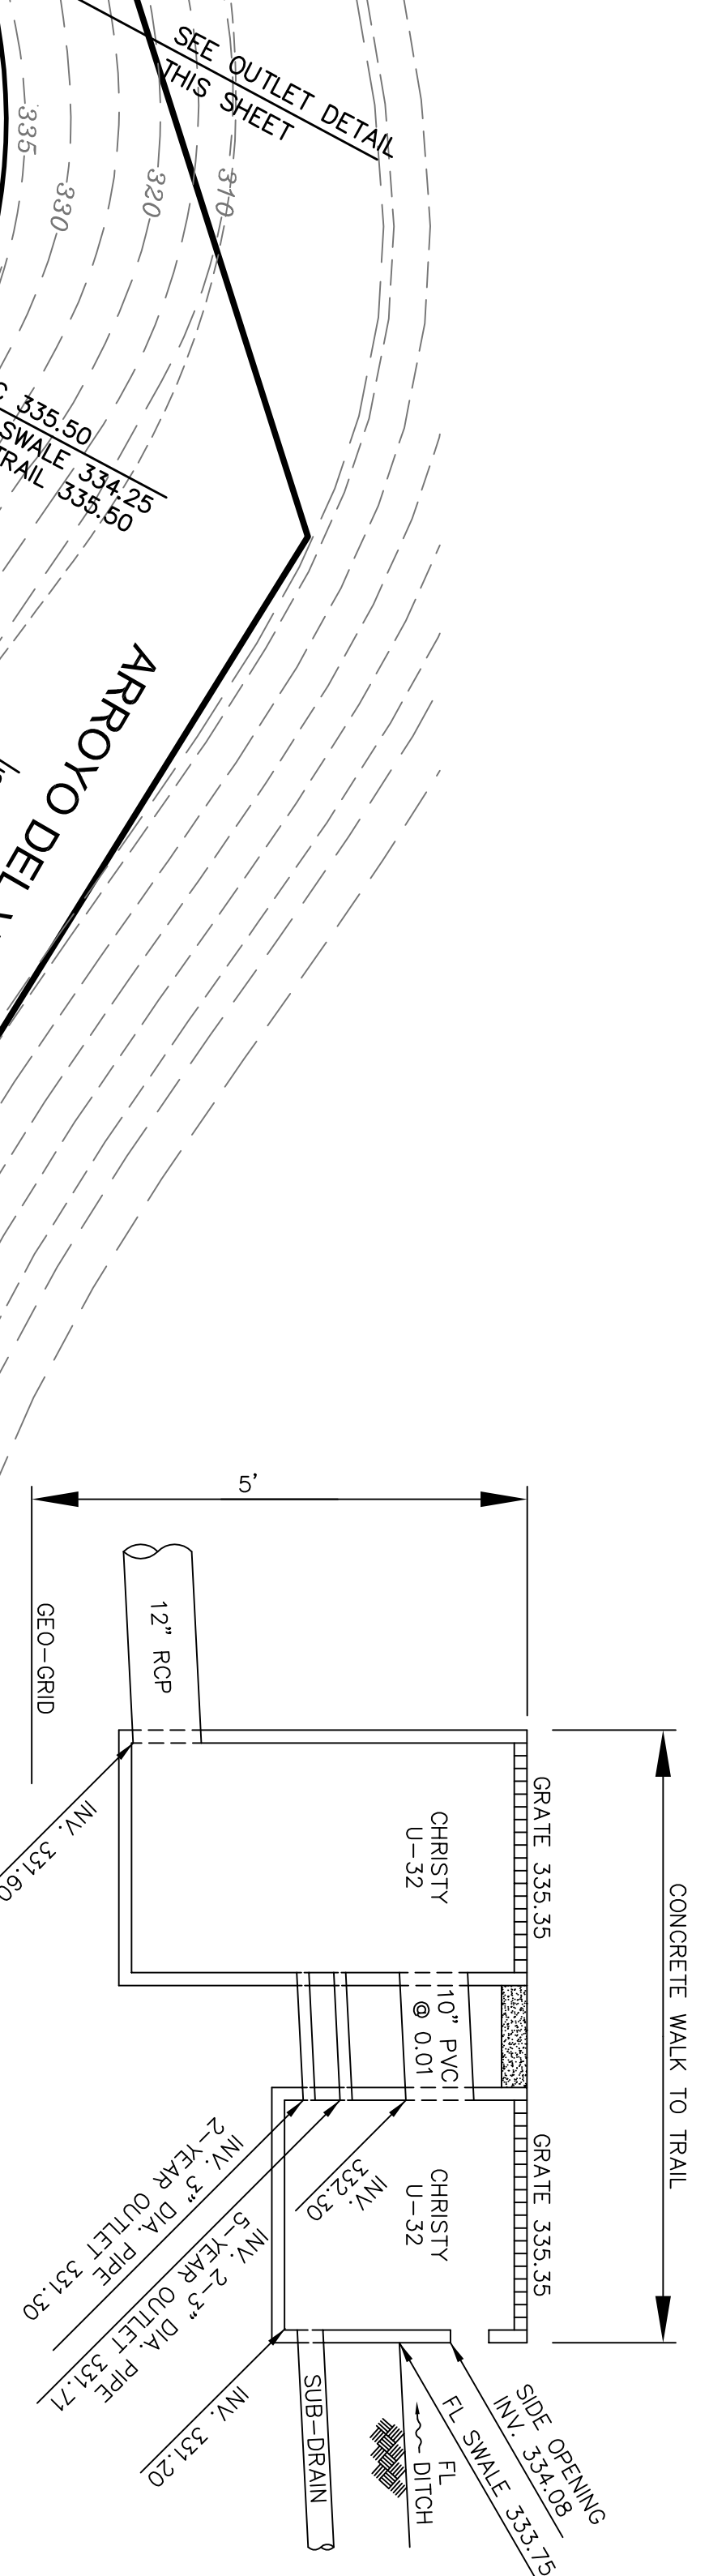 SEE OUTLET DETAIL
THIS SHEET
335
330
320
310
335.50
SWALE 334.25
TRAIL 335.50
ARROYO DEL
5'
12" RCP
GEO-GRID
INV. 331.60
CONCRETE WALK TO TRAIL
GRATE 335.35
CHRISTY
U-32
10" PVC
@ 0.01
GRATE 335.35
CHRISTY
U-32
INV.
332.30
INV. 3" DIA. PIPE
2-YEAR OUTLET 331.30
INV. 2-3" DIA. PIPE
5-YEAR OUTLET 331.71
INV. 331.20
SUB-DRAIN
FL
DITCH
SIDE OPENING
INV. 334.08
FL SWALE 333.75